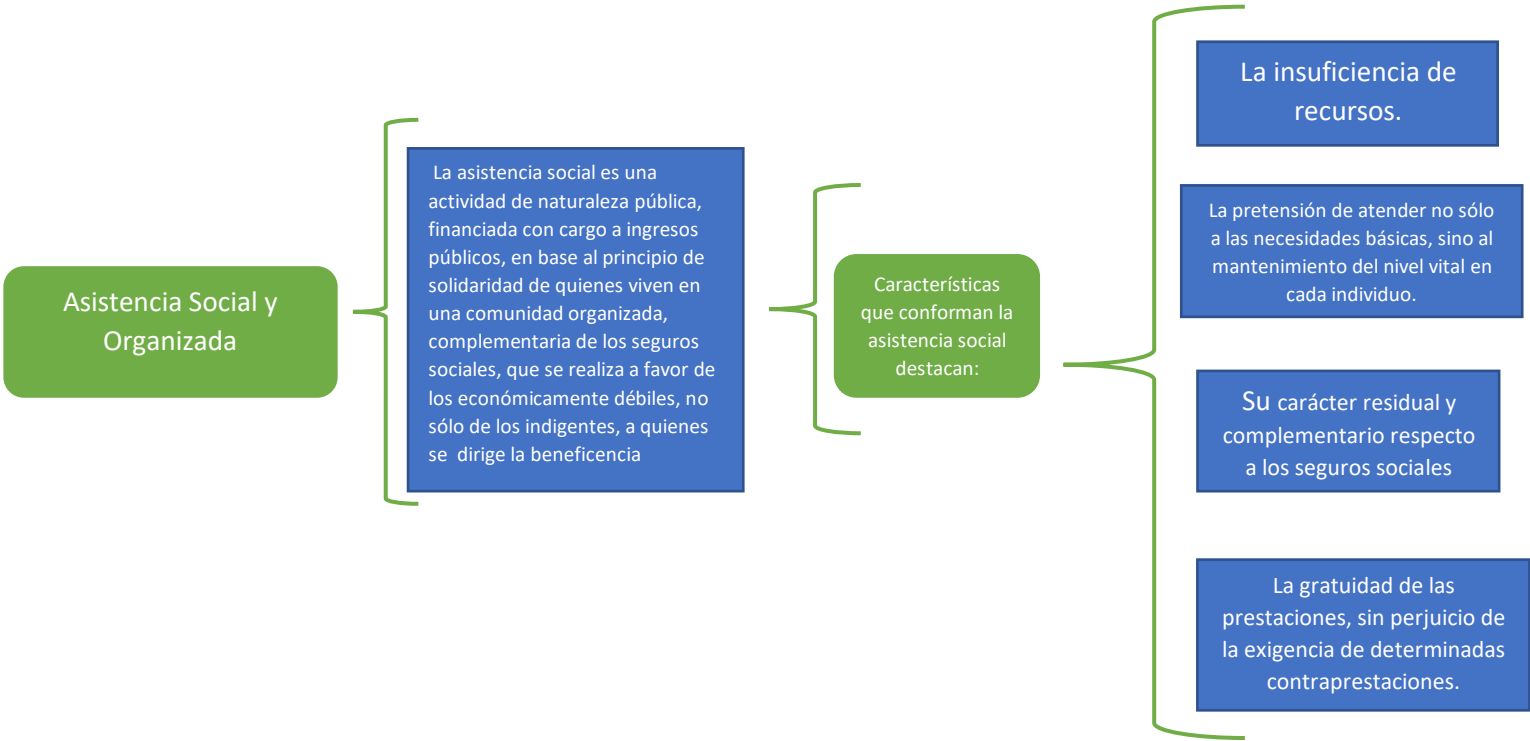 Asistencia Social y
Organizada
La asistencia social es una
actividad de naturaleza pública,
financiada con cargo a ingresos
públicos, en base al principio de
solidaridad de quienes viven en
una comunidad organizada,
complementaria de los seguros
sociales, que se realiza a favor de
los económicamente débiles, no
sólo de los indigentes, a quienes
se  dirige la beneficencia
Características
que conforman la
asistencia social
destacan:
La insuficiencia de
recursos.
La pretensión de atender no sólo
a las necesidades básicas, sino al
mantenimiento del nivel vital en
cada individuo.
Su carácter residual y
complementario respecto
a los seguros sociales
La gratuidad de las
prestaciones, sin perjuicio de
la exigencia de determinadas
contraprestaciones.